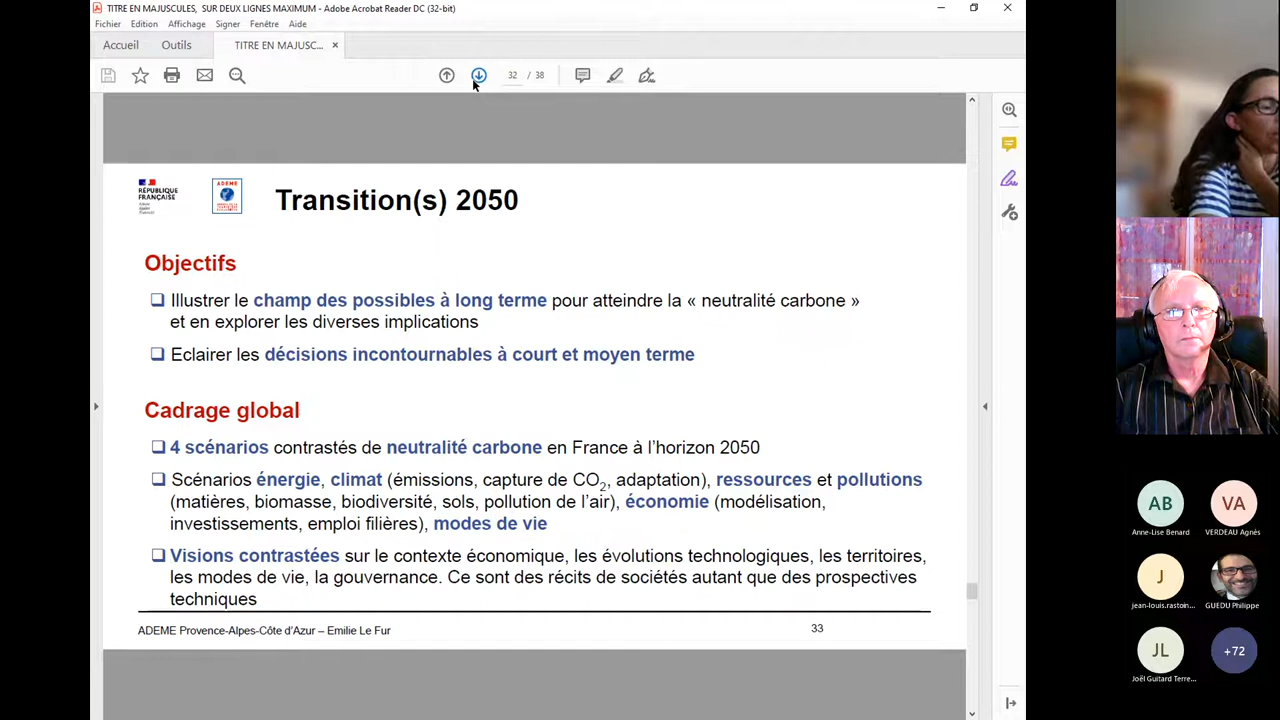 TITRE EN MAJUSCULES, SUR DEUX LIGNES MAXIMUM - Adobe Acrobat Reader DC (32-bit)
Fichier Edition Affichage Signer Fenêtre Aide
Accueil Outils TITRE EN MAJUSC... ×
32 / 38
RÉPUBLIQUE
FRANÇAISE
ADEME
Transition(s) 2050
Objectifs
❑ Illustrer le champ des possibles à long terme pour atteindre la « neutralité carbone »
et en explorer les diverses implications
❑ Eclairer les décisions incontournables à court et moyen terme
Cadrage global
❑ 4 scénarios contrastés de neutralité carbone en France à l’horizon 2050
❑ Scénarios énergie, climat (émissions, capture de CO2, adaptation), ressources et pollutions
(matières, biomasse, biodiversité, sols, pollution de l’air), économie (modélisation,
investissements, emploi filières), modes de vie
❑ Visions contrastées sur le contexte économique, les évolutions technologiques, les territoires,
les modes de vie, la gouvernance. Ce sont des récits de sociétés autant que des prospectives
techniques
ADEME Provence-Alpes-Côte d’Azur – Emilie Le Fur 33
AB VA
Anne-Lise Benard VERDEAU Agnès
J
jean-louis.rastoin... GUEDU Philippe
JL +72
Joël Guitard Terre...